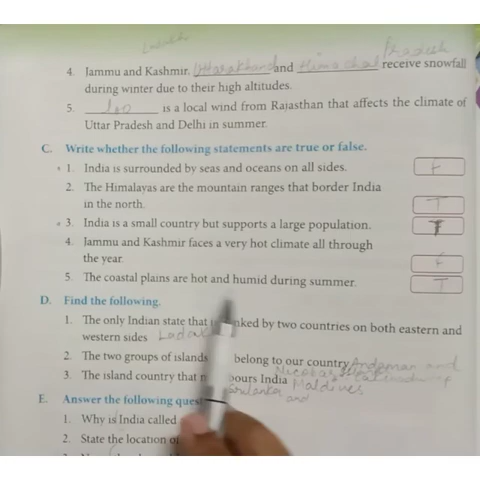 Ladakh
Pradesh
4. Jammu and Kashmir, Uttarakhand and Himachal receive snowfall
during winter due to their high altitudes.
5. Loo is a local wind from Rajasthan that affects the climate of
Uttar Pradesh and Delhi in summer.
C. Write whether the following statements are true or false.
1. India is surrounded by seas and oceans on all sides. F
2. The Himalayas are the mountain ranges that border India
in the north. T
3. India is a small country but supports a large population. T
4. Jammu and Kashmir faces a very hot climate all through
the year. F
5. The coastal plains are hot and humid during summer. T
D. Find the following.
1. The only Indian state that is linked by two countries on both eastern and
western sides Ladakh
2. The two groups of islands belong to our country Andaman and
Nicobar
3. The island country that bours India Maldives
Srilanka and
E. Answer the following ques
1. Why is India called
2. State the location of